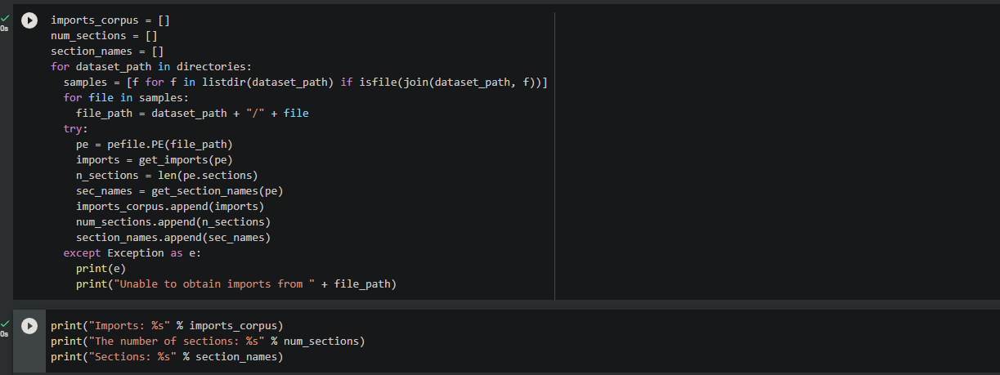 0s
imports_corpus = []
num_sections = []
section_names = []
for dataset_path in directories:
  samples = [f for f in listdir(dataset_path) if isfile(join(dataset_path, f))]
  for file in samples:
    file_path = dataset_path + "/" + file
  try:
    pe = pefile.PE(file_path)
    imports = get_imports(pe)
    n_sections = len(pe.sections)
    sec_names = get_section_names(pe)
    imports_corpus.append(imports)
    num_sections.append(n_sections)
    section_names.append(sec_names)
  except Exception as e:
    print(e)
    print("Unable to obtain imports from " + file_path)
0s
print("Imports: %s" % imports_corpus)
print("The number of sections: %s" % num_sections)
print("Sections: %s" % section_names)